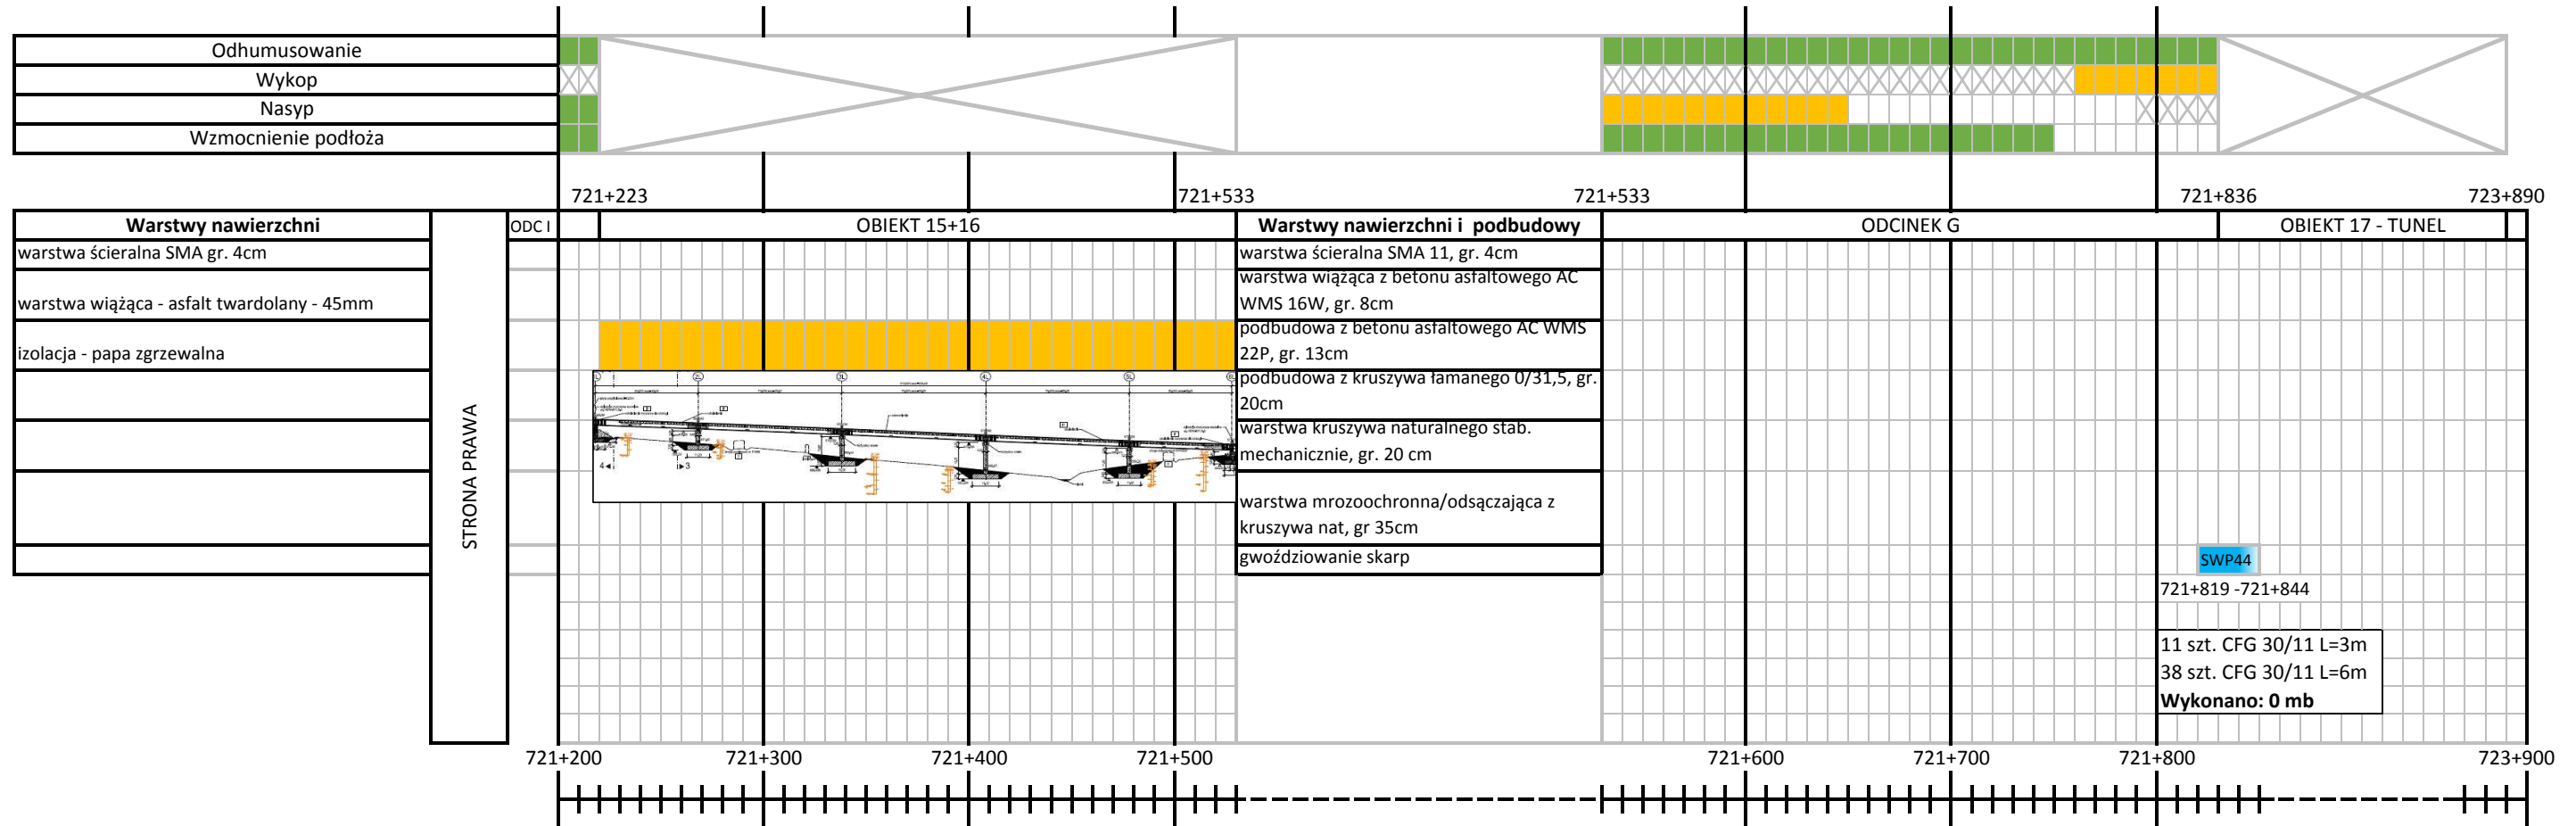 Odhumusowanie
Wykop
Nasyp
Wzmocnienie podłoża
721+223
721+533
721+533
721+836
723+890
Warstwy nawierzchni
ODC I
OBIEKT 15+16
Warstwy nawierzchni i podbudowy
ODCINEK G
OBIEKT 17 - TUNEL
warstwa ścieralna SMA gr. 4cm
warstwa wiążąca - asfalt twardolany - 45mm
izolacja - papa zgrzewalna
STRONA PRAWA
warstwa ścieralna SMA 11, gr. 4cm
warstwa wiążąca z betonu asfaltowego AC
WMS 16W, gr. 8cm
podbudowa z betonu asfaltowego AC WMS
22P, gr. 13cm
podbudowa z kruszywa łamanego 0/31,5, gr.
20cm
warstwa kruszywa naturalnego stab.
mechanicznie, gr. 20 cm
warstwa mrozoochronna/odsączająca z
kruszywa nat, gr 35cm
gwoździowanie skarp
2L
3L
4L
5L
4
3
SWP44
721+819 -721+844
11 szt. CFG 30/11 L=3m
38 szt. CFG 30/11 L=6m
Wykonano: 0 mb
721+200
721+300
721+400
721+500
721+600
721+700
721+800
723+900